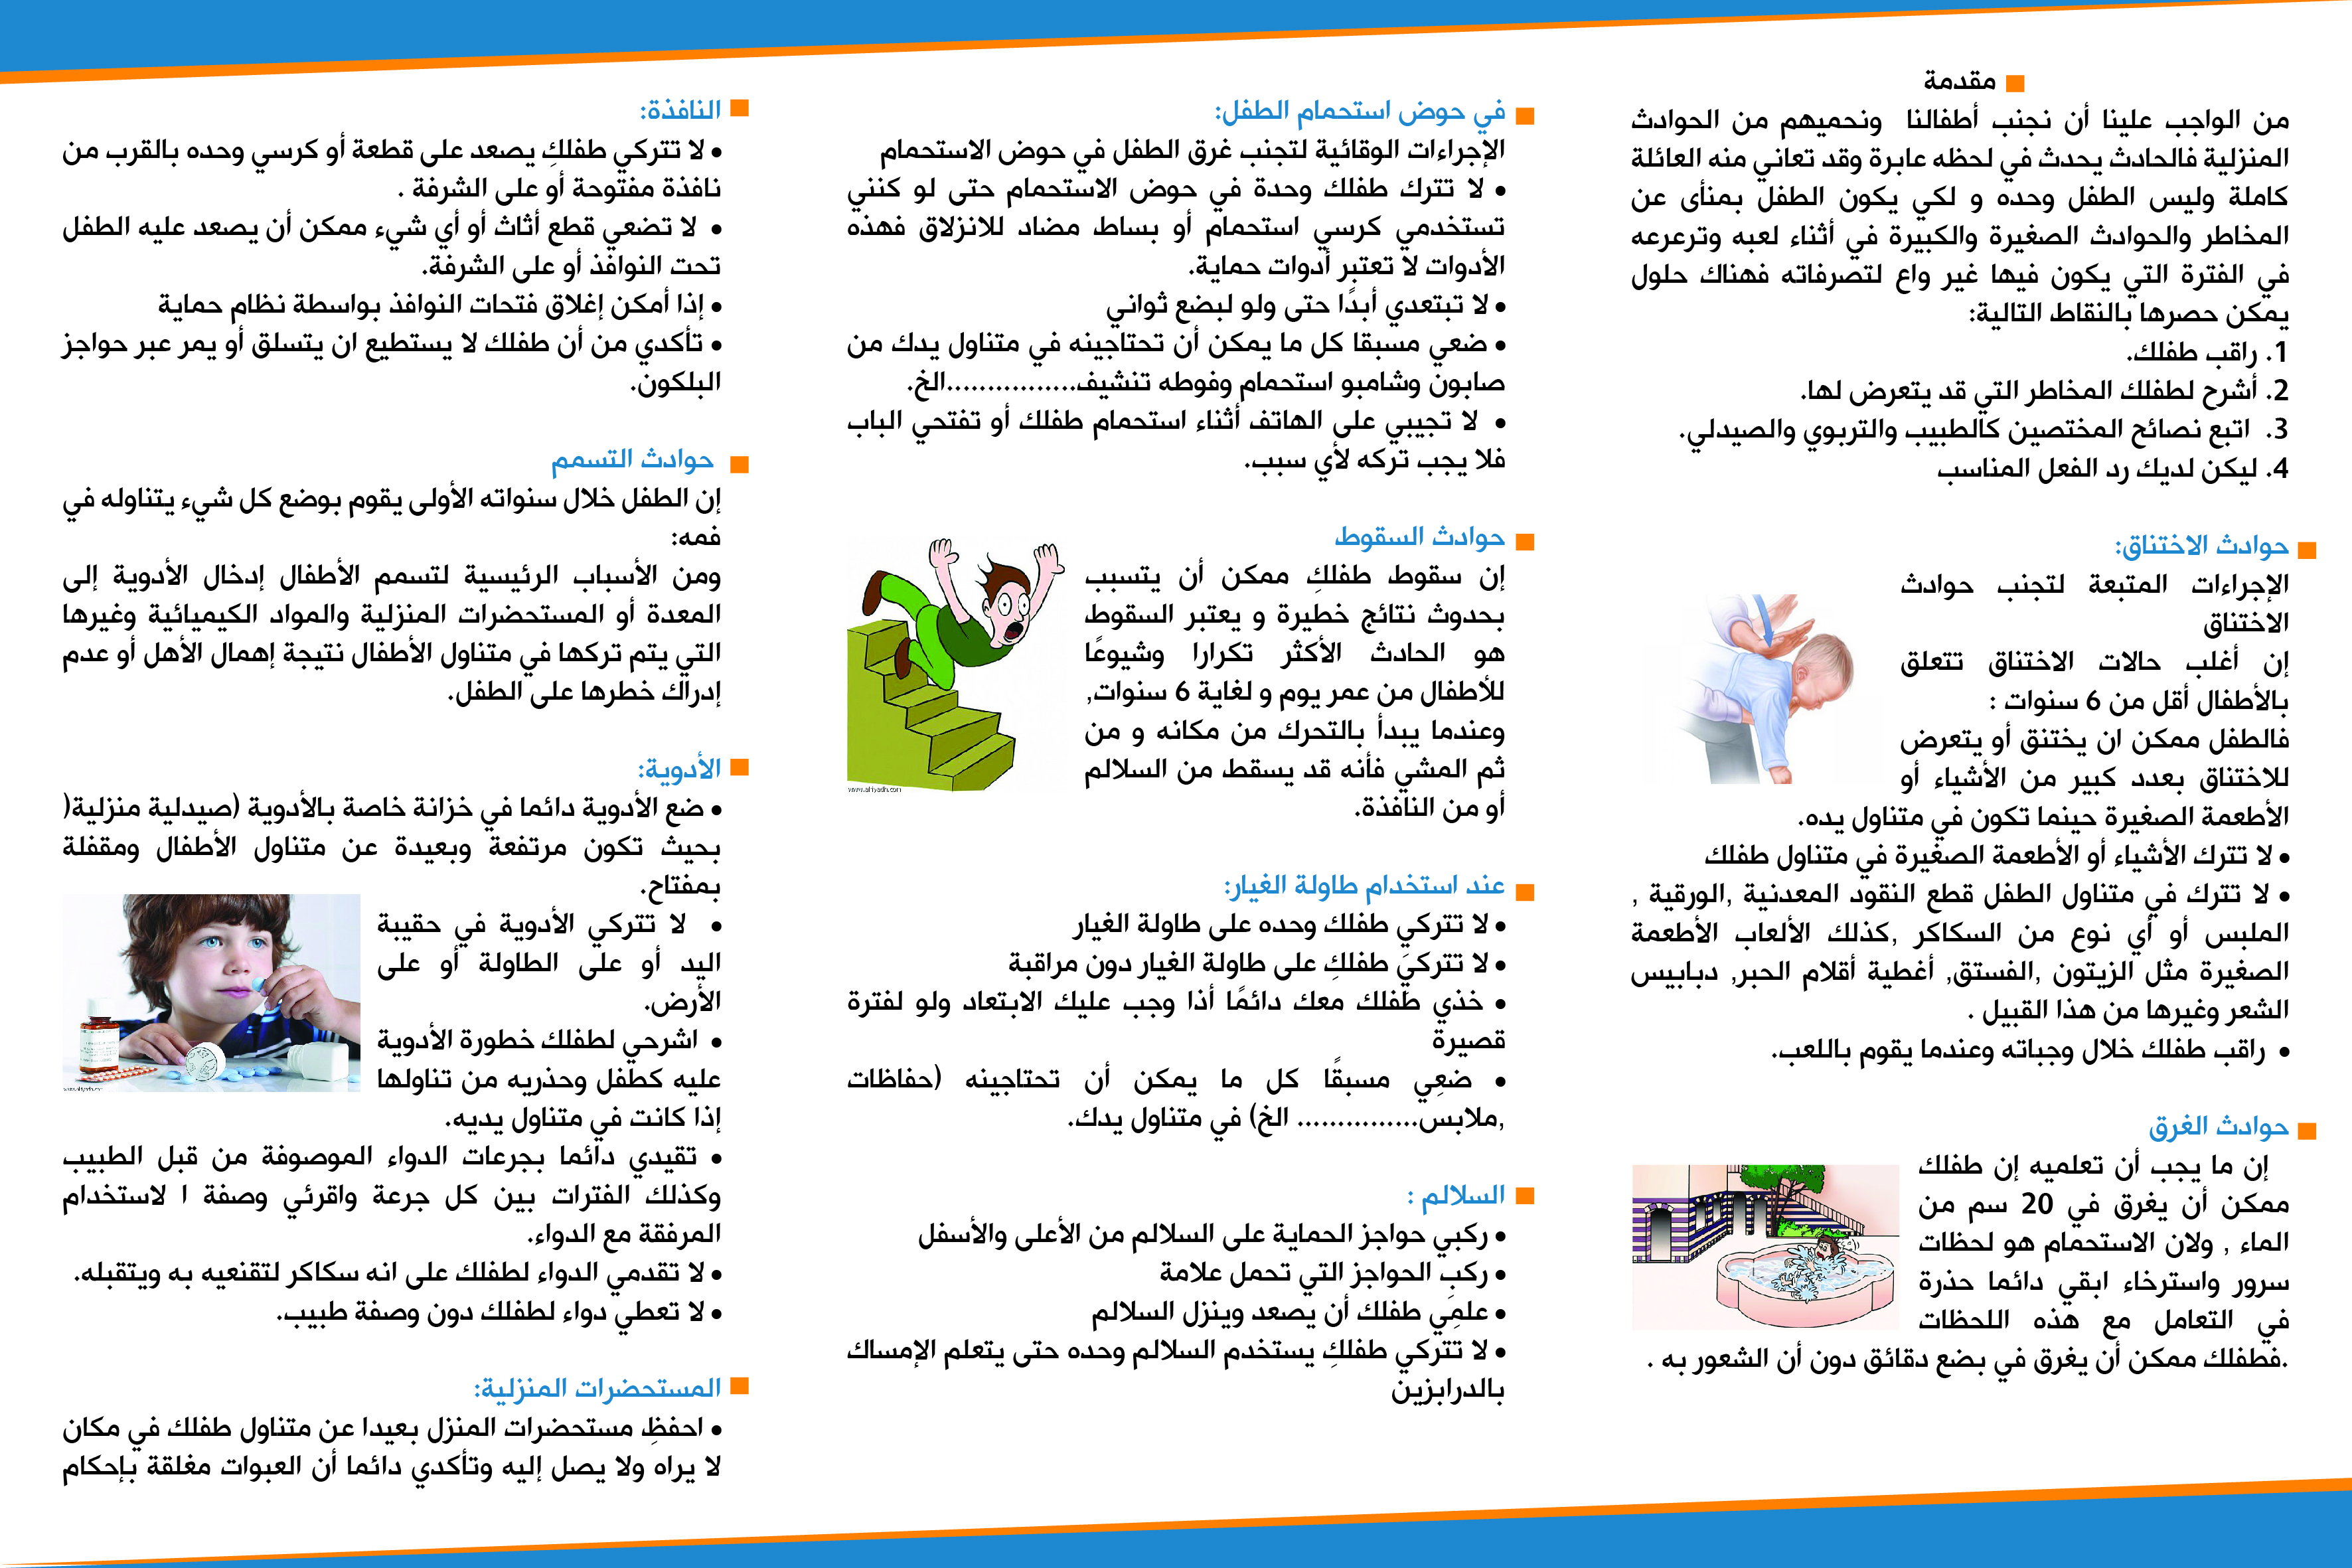 مقدمة
من الواجب علينا أن نجنب أطفالنا ونحميهم من الحوادث
المنزلية فالحادث يحدث في لحظه عابرة وقد تعاني منه العائلة
كاملة وليس الطفل وحده و لكي يكون الطفل بمنأى عن
المخاطر والحوادث الصغيرة والكبيرة في أثناء لعبه وترعرعه
في الفترة التي يكون فيها غير واع لتصرفاته فهناك حلول
يمكن حصرها بالنقاط التالية:
1. راقب طفلك.
2. أشرح لطفلك المخاطر التي قد يتعرض لها.
3. اتبع نصائح المختصين كالطبيب والتربوي والصيدلي.
4. ليكن لديك رد الفعل المناسب
حوادث الاختناق:
الإجراءات المتبعة لتجنب حوادث
الاختناق
إن أغلب حالات الاختناق تتعلق
بالأطفال أقل من 6 سنوات :
فالطفل ممكن ان يختنق أو يتعرض
للاختناق بعدد كبير من الأشياء أو
الأطعمة الصغيرة حينما تكون في متناول يده.
• لا تترك الأشياء أو الأطعمة الصغيرة في متناول طفلك
• لا تترك في متناول الطفل قطع النقود المعدنية ,الورقية ,
الملبس أو أي نوع من السكاكر ,كذلك الألعاب الأطعمة
الصغيرة مثل الزيتون ,الفستق, أغطية أقلام الحبر, دبابيس
الشعر وغيرها من هذا القبيل .
• راقب طفلك خلال وجباته وعندما يقوم باللعب.
حوادث الغرق
إن ما يجب أن تعلميه إن طفلك
ممكن أن يغرق في 20 سم من
الماء , ولان الاستحمام هو لحظات
سرور واسترخاء ابقي دائما حذرة
في التعامل مع هذه اللحظات
.فطفلك ممكن أن يغرق في بضع دقائق دون أن الشعور به .
في حوض استحمام الطفل:
الإجراءات الوقائية لتجنب غرق الطفل في حوض الاستحمام
• لا تترك طفلك وحدة في حوض الاستحمام حتى لو كنني
تستخدمي كرسي استحمام أو بساط مضاد للانزلاق فهذه
الأدوات لا تعتبر أدوات حماية.
• لا تبتعدي أبدًا حتى ولو لبضع ثواني
• ضعي مسبقا كل ما يمكن أن تحتاجينه في متناول يدك من
صابون وشامبو استحمام وفوطه تنشيف................الخ.
• لا تجيبي على الهاتف أثناء استحمام طفلك أو تفتحي الباب
فلا يجب تركه لأي سبب.
حوادث السقوط
إن سقوط طفلكِ ممكن أن يتسبب
بحدوث نتائج خطيرة و يعتبر السقوط
هو الحادث الأكثر تكرارا وشيوعًا
للأطفال من عمر يوم و لغاية 6 سنوات,
وعندما يبدأ بالتحرك من مكانه و من
ثم المشي فأنه قد يسقط من السلالم
أو من النافذة.
www.alriyadh.com
عند استخدام طاولة الغيار:
• لا تتركي طفلك وحده على طاولة الغيار
• لا تتركيَ طفلكِ على طاولة الغيار دون مراقبة
• خذي طفلك معك دائمًا أذا وجب عليك الابتعاد ولو لفترة
قصيرة
• ضعِي مسبقًا كل ما يمكن أن تحتاجينه (حفاظات
,ملابس............... الخ) في متناول يدك.
السلالم :
• ركبي حواجز الحماية على السلالم من الأعلى والأسفل
• ركبِ الحواجز التي تحمل علامة
• علمِي طفلك أن يصعد وينزل السلالم
• لا تتركي طفلكِ يستخدم السلالم وحده حتى يتعلم الإمساك
بالدرابزين
النافذة:
• لا تتركي طفلكِ يصعد على قطعة أو كرسي وحده بالقرب من
نافذة مفتوحة أو على الشرفة .
• لا تضعي قطع أثاث أو أي شيء ممكن أن يصعد عليه الطفل
تحت النوافذ أو على الشرفة.
• إذا أمكن إغلاق فتحات النوافذ بواسطة نظام حماية
• تأكدي من أن طفلك لا يستطيع ان يتسلق أو يمر عبر حواجز
البلكون.
حوادث التسمم
إن الطفل خلال سنواته الأولى يقوم بوضع كل شيء يتناوله في
فمه:
ومن الأسباب الرئيسية لتسمم الأطفال إدخال الأدوية إلى
المعدة أو المستحضرات المنزلية والمواد الكيميائية وغيرها
التي يتم تركها في متناول الأطفال نتيجة إهمال الأهل أو عدم
إدراك خطرها على الطفل.
الأدوية:
• ضع الأدوية دائما في خزانة خاصة بالأدوية (صيدلية منزلية(
بحيث تكون مرتفعة وبعيدة عن متناول الأطفال ومقفلة
بمفتاح.
• لا تتركي الأدوية في حقيبة
اليد أو على الطاولة أو على
الأرض.
• اشرحي لطفلك خطورة الأدوية
عليه كطفل وحذريه من تناولها
إذا كانت في متناول يديه.
• تقيدي دائما بجرعات الدواء الموصوفة من قبل الطبيب
وكذلك الفترات بين كل جرعة واقرئي وصفة ا لاستخدام
المرفقة مع الدواء.
• لا تقدمي الدواء لطفلك على انه سكاكر لتقنعيه به ويتقبله.
• لا تعطي دواء لطفلك دون وصفة طبيب.
المستحضرات المنزلية:
• احفظِ مستحضرات المنزل بعيدا عن متناول طفلك في مكان
لا يراه ولا يصل إليه وتأكدي دائما أن العبوات مغلقة بإحكام